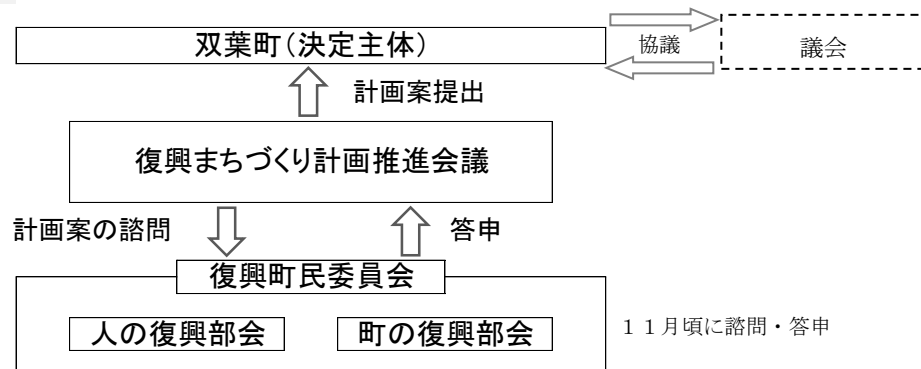 双葉町（決定主体）
協議
議会
計画案提出
復興まちづくり計画推進会議
計画案の諮問
答申
復興町民委員会
人の復興部会
町の復興部会
１１月頃に諮問・答申